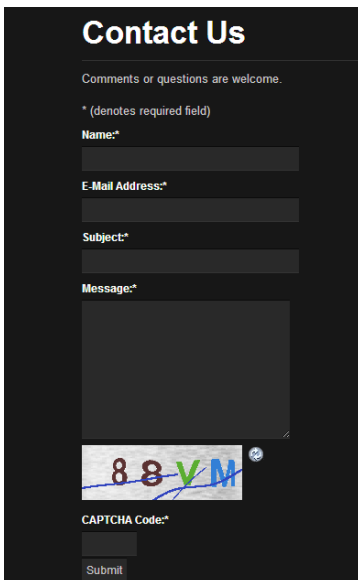 Contact Us
Comments or questions are welcome.
* (denotes required field)
Name:*
E-Mail Address:*
Subject:*
Message:*
88VM
CAPTCHA Code:*
Submit